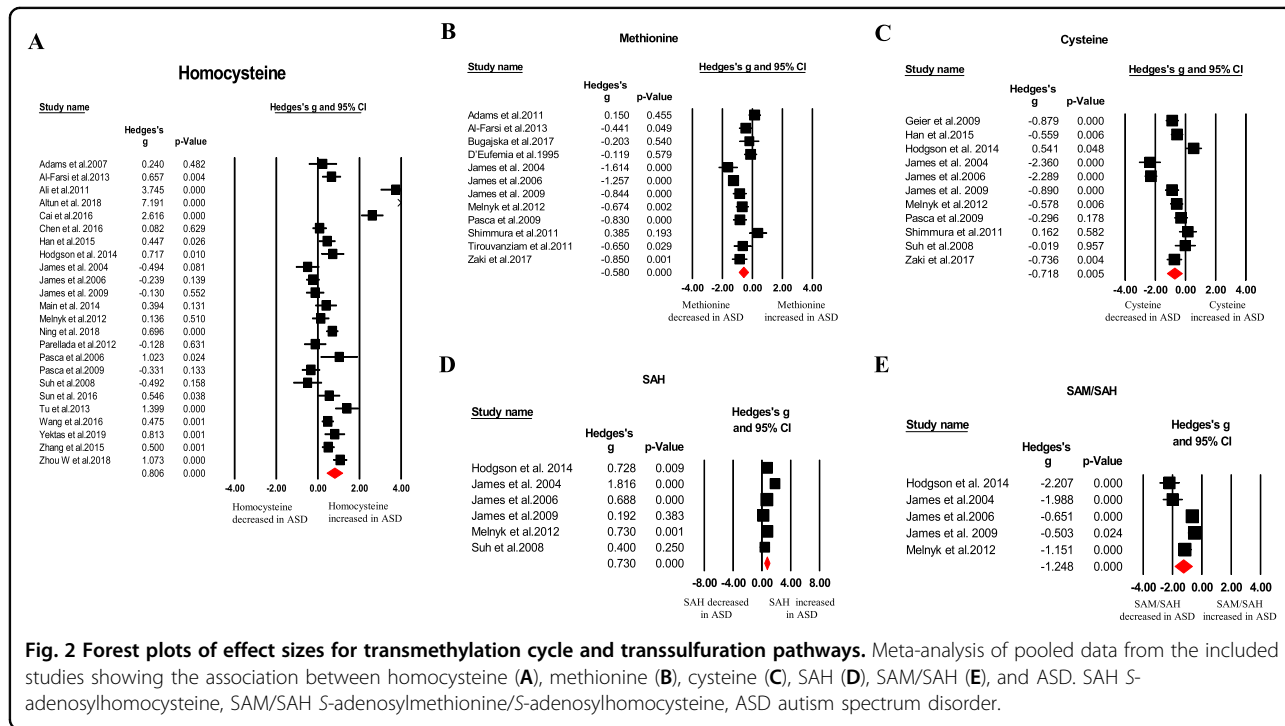 A
Homocysteine
Study name
Hedges's g and 95% CI
Hedges's
g p-Value
Adams et al.2007 0.240 0.482
Al-Farsi et al.2013 0.657 0.004
Ali et al.2011 3.745 0.000
Altun et al. 2018 7.191 0.000
Cai et al.2016 2.616 0.000
Chen et al. 2016 0.082 0.629
Han et al.2015 0.447 0.026
Hodgson et al. 2014 0.717 0.010
James et al. 2004 -0.494 0.081
James et al.2006 -0.239 0.139
James et al. 2009 -0.130 0.552
Main et al. 2014 0.394 0.131
Melnyk et al.2012 0.136 0.510
Ning et al. 2018 0.696 0.000
Parellada et al.2012 -0.128 0.631
Pasca et al.2006 1.023 0.024
Pasca et al.2009 -0.331 0.133
Suh et al.2008 -0.492 0.158
Sun et al. 2016 0.546 0.038
Tu et al.2013 1.399 0.000
Wang et al.2016 0.475 0.001
Yektas et al.2019 0.813 0.001
Zhang et al.2015 0.500 0.001
Zhou W et al.2018 1.073 0.000
0.806 0.000
-4.00 -2.00 0.00 2.00 4.00
Homocysteine
decreased in ASD
Homocysteine
increased in ASD
B
Methionine
Study name
Hedges's g and 95% CI
Hedges's
g p-Value
Adams et al.2011 0.150 0.455
Al-Farsi et al.2013 -0.441 0.049
Bugajska et al.2017 -0.203 0.540
D'Eufemia et al.1995 -0.119 0.579
James et al. 2004 -1.614 0.000
James et al.2006 -1.257 0.000
James et al. 2009 -0.844 0.000
Melnyk et al.2012 -0.674 0.002
Pasca et al.2009 -0.830 0.000
Shimmura et al.2011 0.385 0.193
Tirouvanziam et al.2011 -0.650 0.029
Zaki et al.2017 -0.850 0.001
-0.580 0.000
-4.00 -2.00 0.00 2.00 4.00
Methionine
decreased in ASD
Methionine
increased in ASD
C
Cysteine
Study name
Hedges's g and 95% CI
Hedges's
g p-Value
Geier et al.2009 -0.879 0.000
Han et al.2015 -0.559 0.006
Hodgson et al. 2014 0.541 0.048
James et al. 2004 -2.360 0.000
James et al.2006 -2.289 0.000
James et al. 2009 -0.890 0.000
Melnyk et al.2012 -0.578 0.006
Pasca et al.2009 -0.296 0.178
Shimmura et al.2011 0.162 0.582
Suh et al.2008 -0.019 0.957
Zaki et al.2017 -0.736 0.004
-0.718 0.005
-4.00 -2.00 0.00 2.00 4.00
Cysteine
decreased in ASD
Cysteine
increased in ASD
D
SAH
Study name
Hedges's g
and 95% CI
Hedges's
g p-Value
Hodgson et al. 2014 0.728 0.009
James et al. 2004 1.816 0.000
James et al.2006 0.688 0.000
James et al.2009 0.192 0.383
Melnyk et al.2012 0.730 0.001
Suh et al.2008 0.400 0.250
0.730 0.000
-8.00 -4.00 0.00 4.00 8.00
SAH decreased
in ASD
SAH increased
in ASD
E
SAM/SAH
Study name
Hedges's g
and 95% CI
Hedges's
g p-Value
Hodgson et al. 2014 -2.207 0.000
James et al.2004 -1.988 0.000
James et al.2006 -0.651 0.000
James et al. 2009 -0.503 0.024
Melnyk et al.2012 -1.151 0.000
-1.248 0.000
-4.00 -2.00 0.00 2.00 4.00
SAM/SAH
decreased in ASD
SAM/SAH
increased in ASD
Fig. 2 Forest plots of effect sizes for transmethylation cycle and transsulfuration pathways. Meta-analysis of pooled data from the included
studies showing the association between homocysteine (A), methionine (B), cysteine (C), SAH (D), SAM/SAH (E), and ASD. SAH S-
adenosylhomocysteine, SAM/SAH S-adenosylmethionine/S-adenosylhomocysteine, ASD autism spectrum disorder.